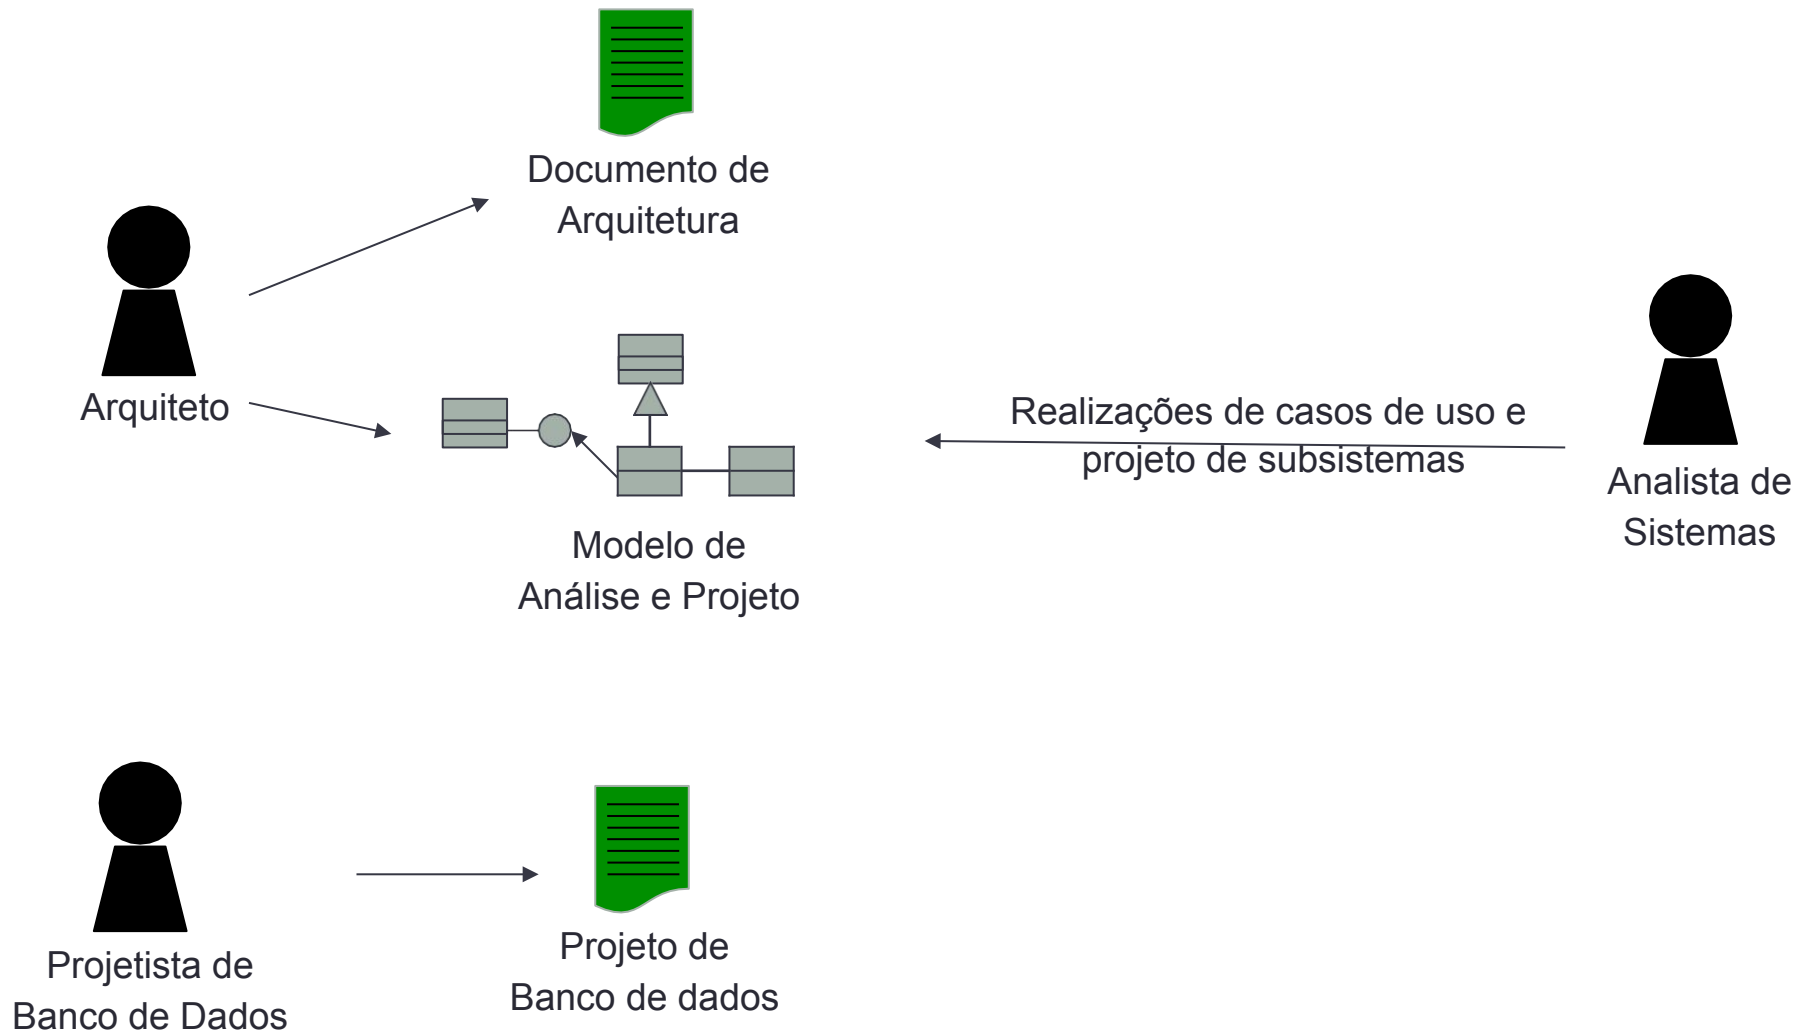 Documento de
Arquitetura
Arquiteto
Realizações de casos de uso e
projeto de subsistemas
Analista de
Sistemas
Modelo de
Análise e Projeto
Projetista de
Banco de Dados
Projeto de
Banco de dados